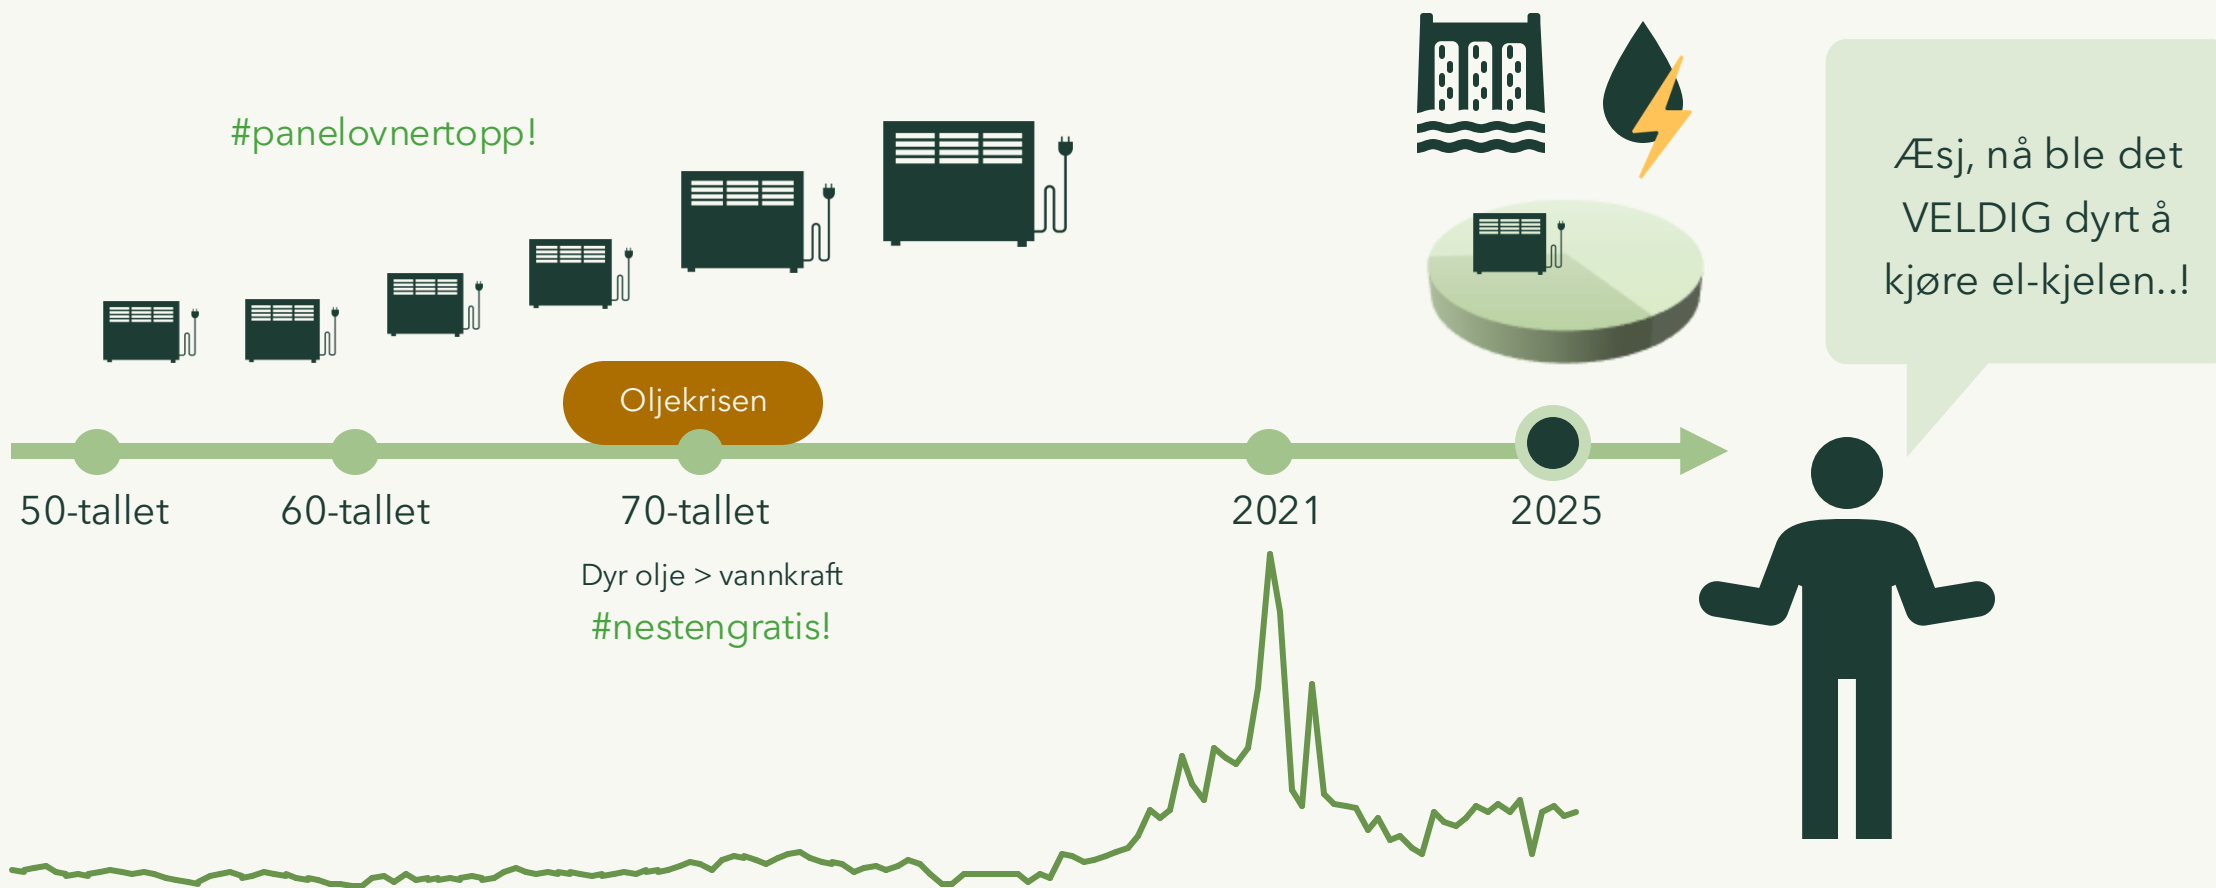 #panelovnertopp!
Æsj, nå ble det
VELDIG dyrt å
kjøre el-kjelen..!
Oljekrisen
50-tallet
60-tallet
70-tallet
2021
2025
Dyr olje > vannkraft
#nestengratis!